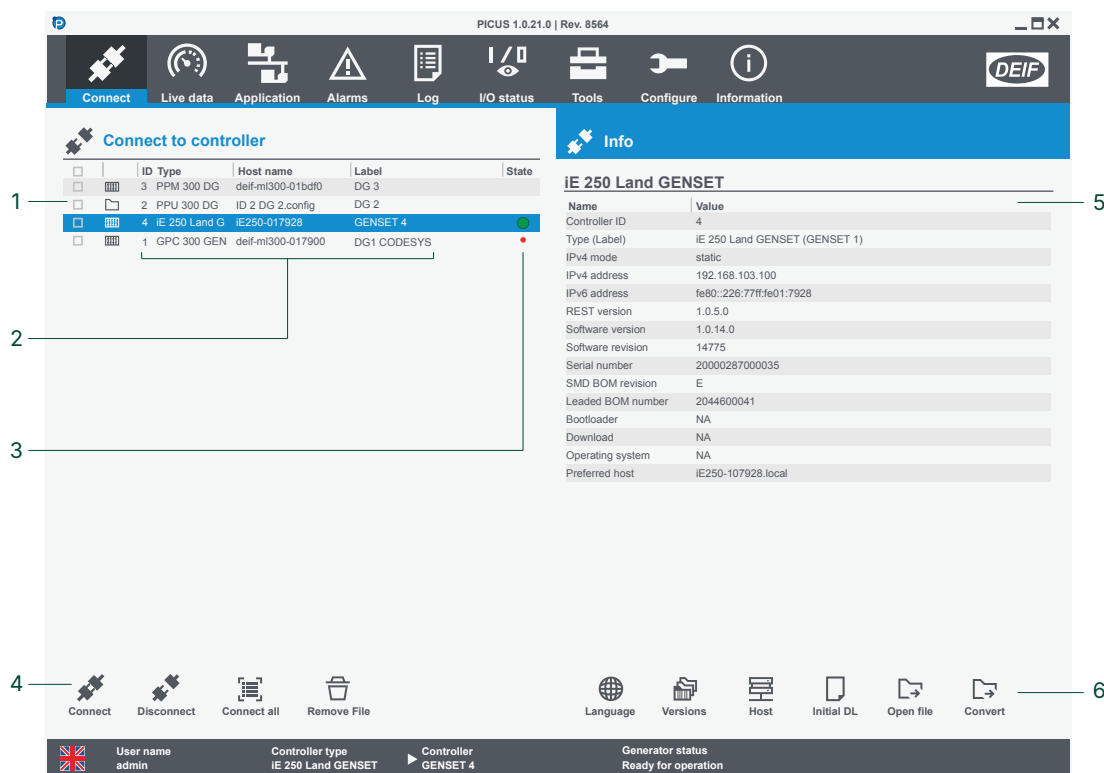 PICUS 1.0.21.0 | Rev. 8564
Connect Live data Application Alarms Log I/O status Tools Configure Information
DEIF
Connect to controller
ID Type Host name Label State
3 PPM 300 DG deif-ml300-01bdf0 DG 3
1
2 PPU 300 DG ID 2 DG 2.config DG 2
4 iE 250 Land G iE250-017928 GENSET 4
1 GPC 300 GEN deif-ml300-017900 DG1 CODESYS
2
3
Info
iE 250 Land GENSET
Name Value
5
Controller ID 4
Type (Label) iE 250 Land GENSET (GENSET 1)
IPv4 mode static
IPv4 address 192.168.103.100
IPv6 address fe80::226:77ff:fe01:7928
REST version 1.0.5.0
Software version 1.0.14.0
Software revision 14775
Serial number 20000287000035
SMD BOM revision E
Leaded BOM number 2044600041
Bootloader NA
Download NA
Operating system NA
Preferred host iE250-107928.local
4
Connect Disconnect Connect all Remove File
Language Versions Host Initial DL Open file Convert
6
User name Controller type Controller Generator status
admin iE 250 Land GENSET GENSET 4 Ready for operation